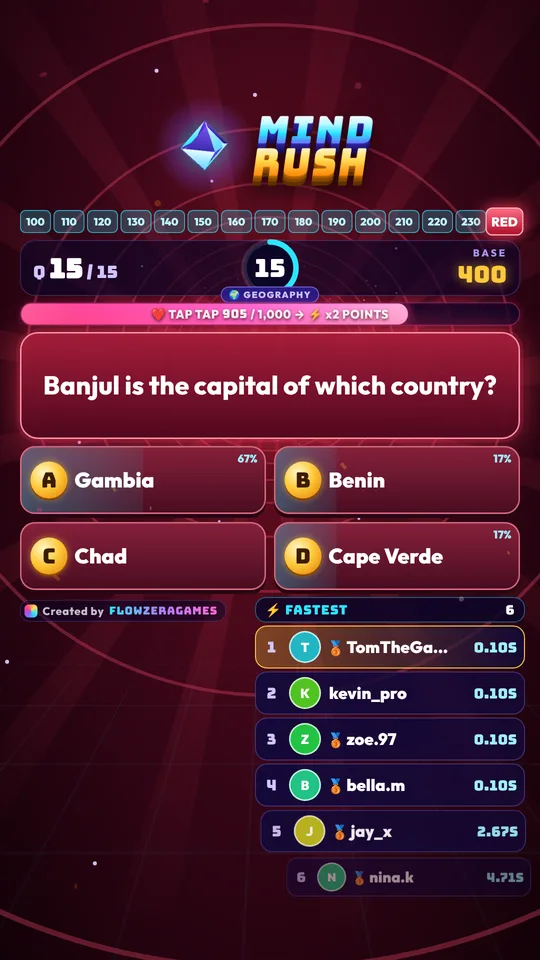 MIND
RUSH
100 110 120 130 140 150 160 170 180 190 200 210 220 230 RED
Q 15 / 15
15
BASE
400
GEOGRAPHY
TAP TAP 905 / 1,000 → x2 POINTS
Banjul is the capital of which country?
A Gambia 67%
B Benin 17%
C Chad
D Cape Verde 17%
Created by FLOWZERAGAMES
FASTEST 6
1 T TomTheGa... 0.10S
2 K kevin_pro 0.10S
3 Z zoe.97 0.10S
4 B bella.m 0.10S
5 J jay_x 2.67S
6 N nina.k 4.71S